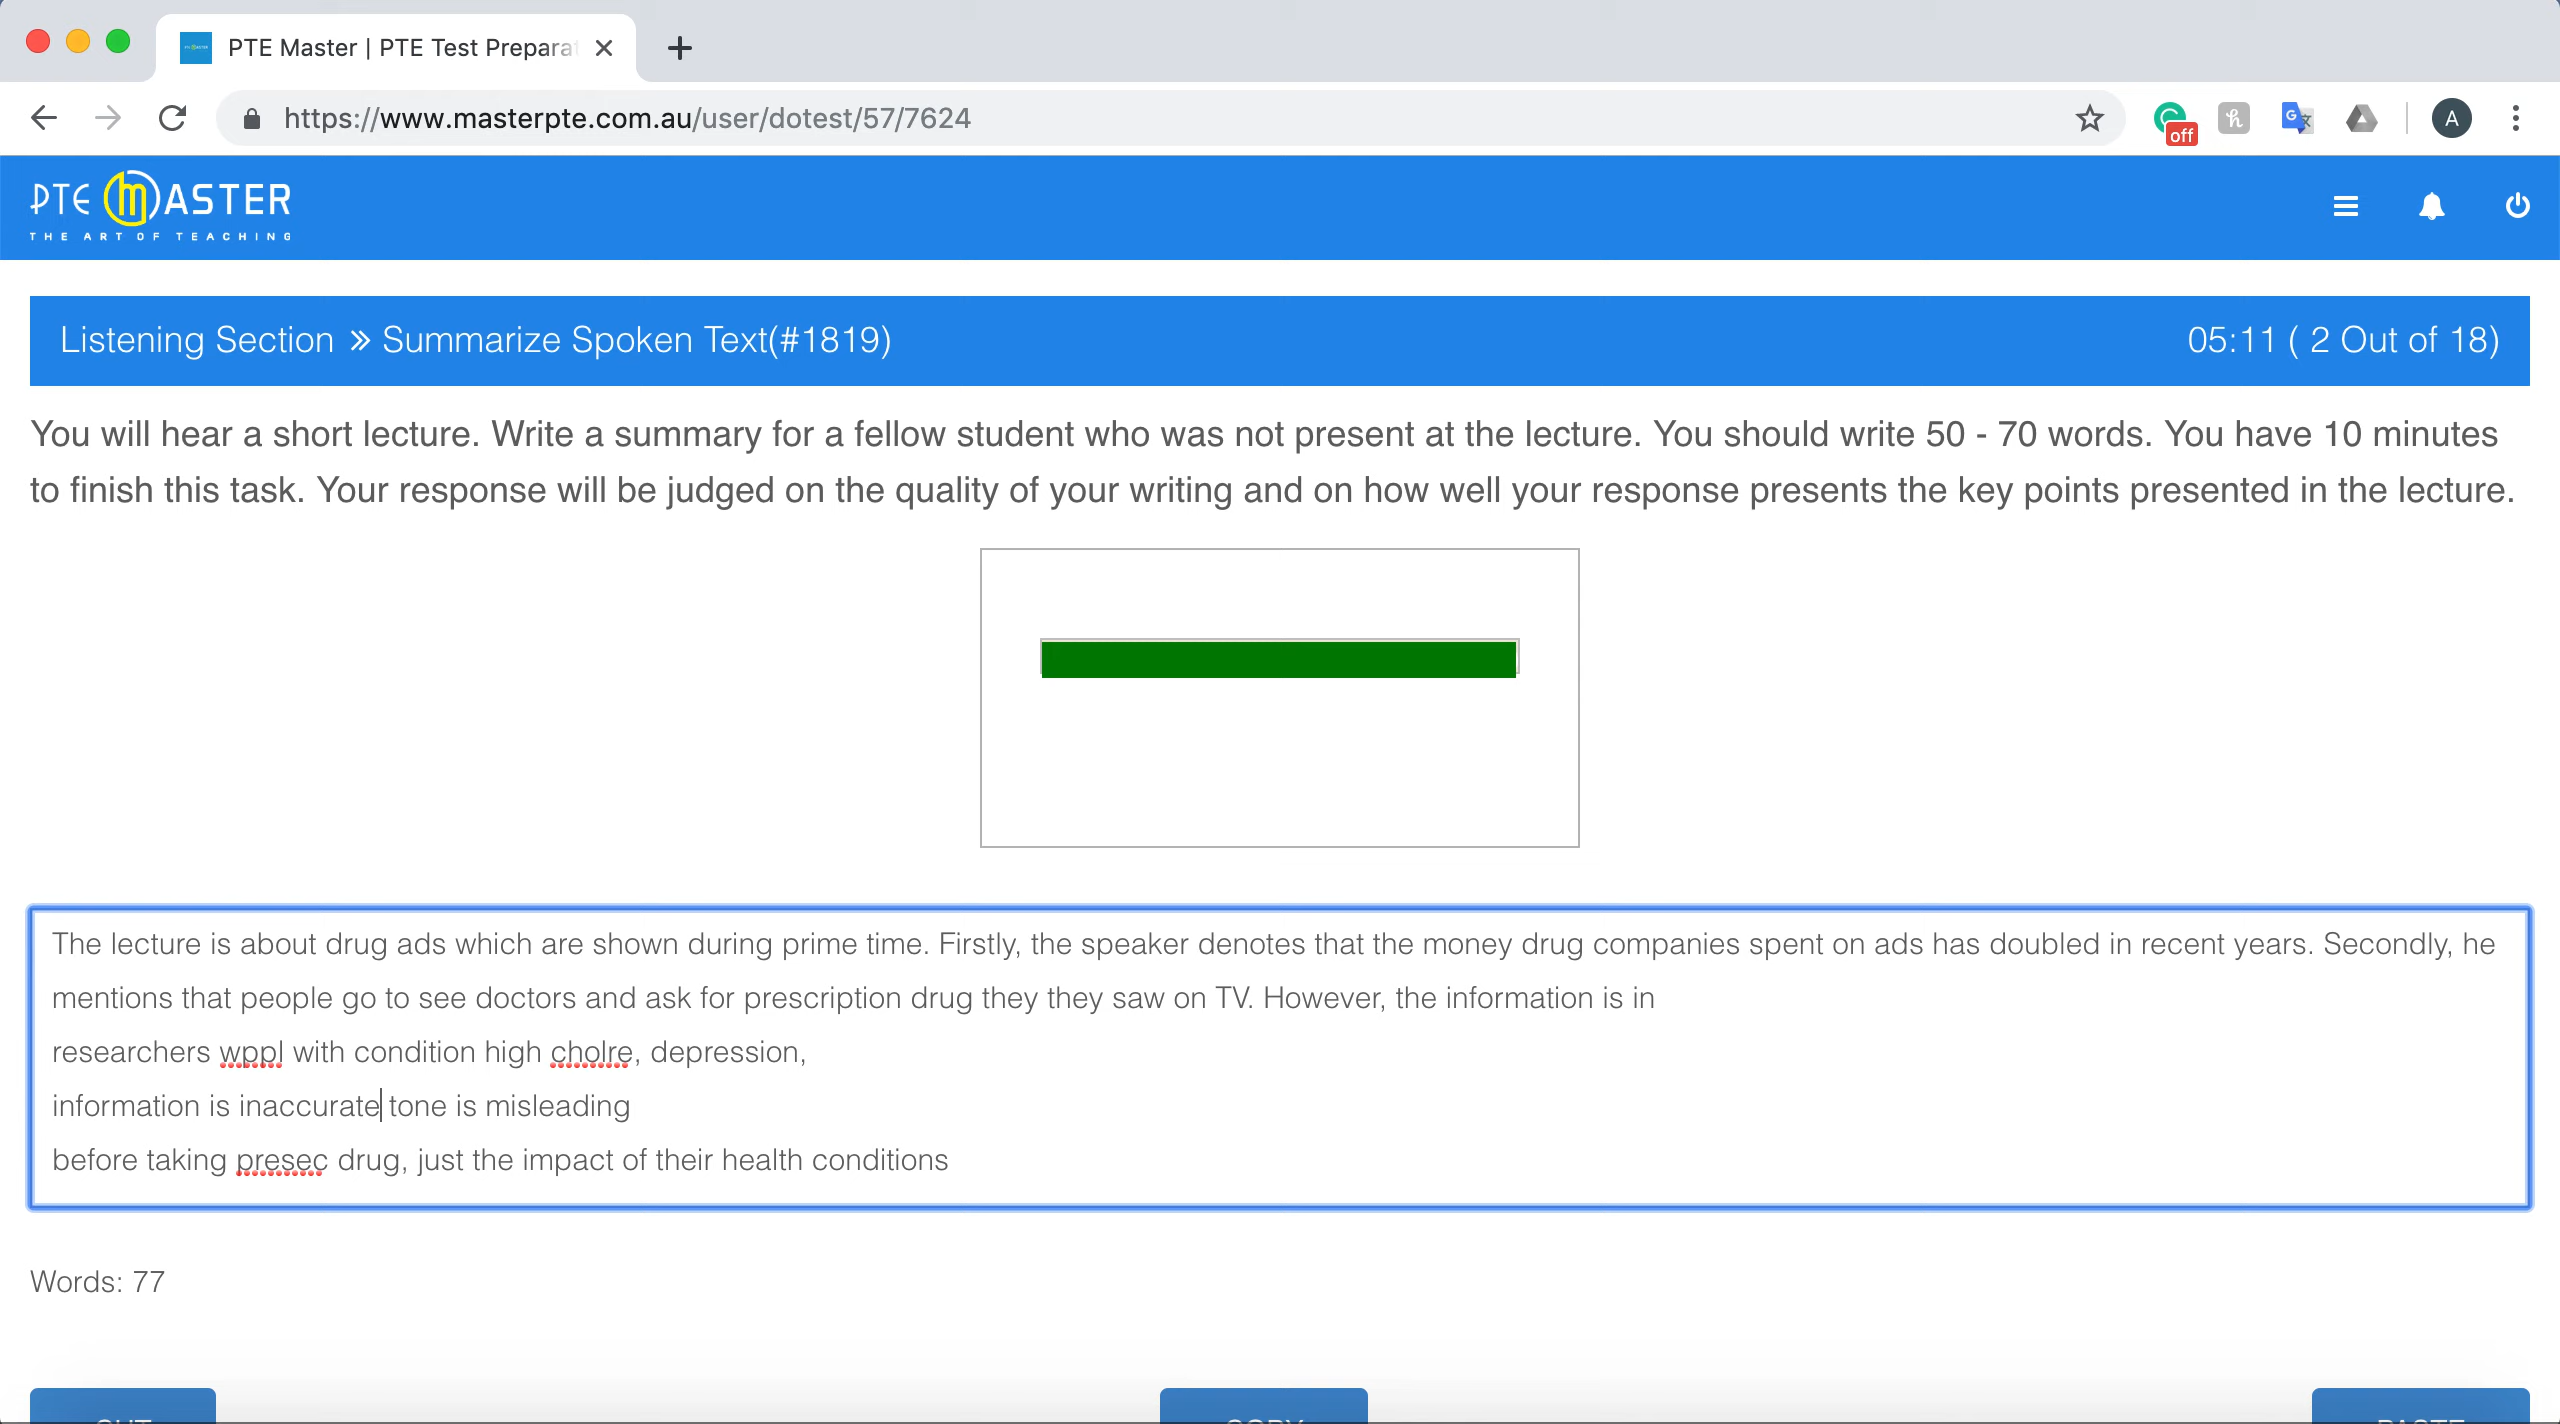 PTE Master | PTE Test Prepara
https://www.masterpte.com.au/user/dotest/57/7624
off
A
PTE MASTER
THE ART OF TEACHING
Listening Section » Summarize Spoken Text(#1819)
05:11 ( 2 Out of 18)
You will hear a short lecture. Write a summary for a fellow student who was not present at the lecture. You should write 50 - 70 words. You have 10 minutes
to finish this task. Your response will be judged on the quality of your writing and on how well your response presents the key points presented in the lecture.
The lecture is about drug ads which are shown during prime time. Firstly, the speaker denotes that the money drug companies spent on ads has doubled in recent years. Secondly, he
mentions that people go to see doctors and ask for prescription drug they they saw on TV. However, the information is in
researchers wppl with condition high cholre, depression,
information is inaccurate tone is misleading
before taking presec drug, just the impact of their health conditions
Words: 77
CUT
COPY
PASTE